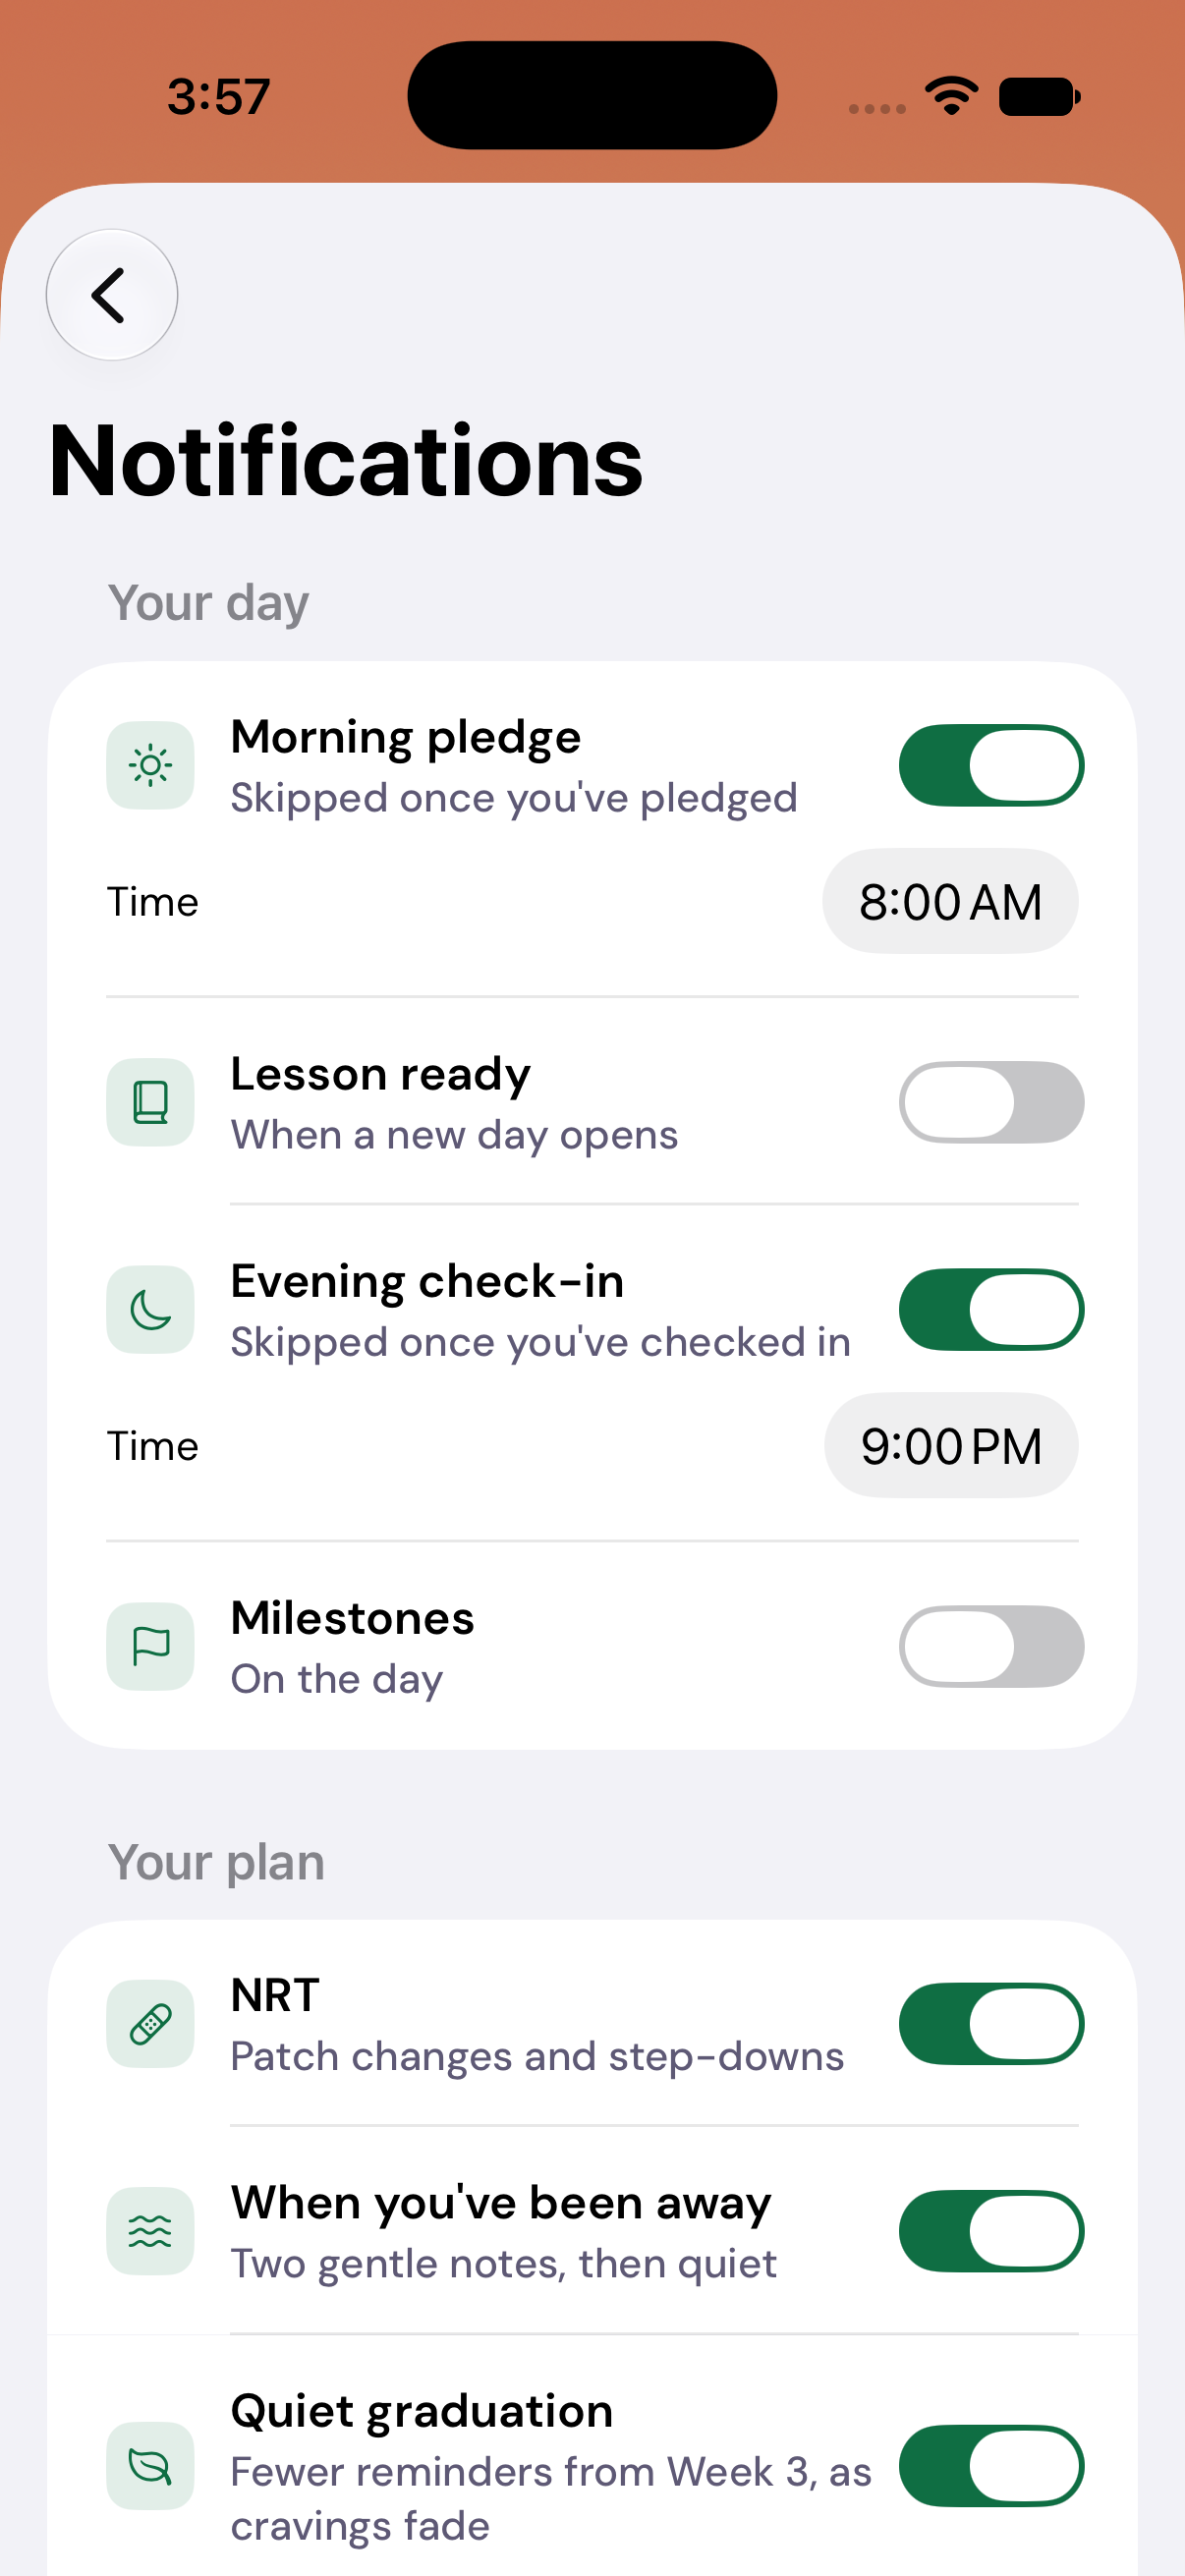 3:57
Notifications
Your day
Morning pledge
Skipped once you've pledged
Time
8:00 AM
Lesson ready
When a new day opens
Evening check-in
Skipped once you've checked in
Time
9:00 PM
Milestones
On the day
Your plan
NRT
Patch changes and step-downs
When you've been away
Two gentle notes, then quiet
Quiet graduation
Fewer reminders from Week 3, as
cravings fade